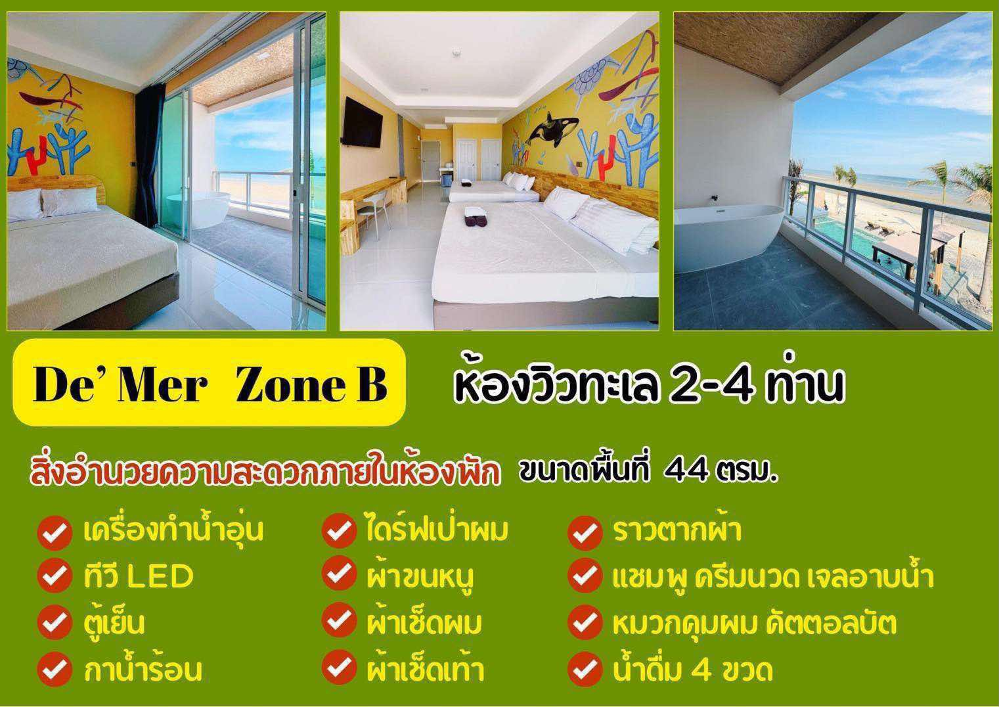 De’ Mer Zone B
ห้องวิวทะเล 2-4 ท่าน
สิ่งอำนวยความสะดวกภายในห้องพัก ขนาดพื้นที่ 44 ตรม.
เครื่องทำน้ำอุ่น
ทีวี LED
ตู้เย็น
กาน้ำร้อน
ไดร์ฟเป่าผม
ผ้าขนหนู
ผ้าเช็ดผม
ผ้าเช็ดเท้า
ราวตากผ้า
แชมพู ครีมนวด เจลอาบน้ำ
หมวกคุมผม คัตตอลบัต
น้ำดื่ม 4 ขวด